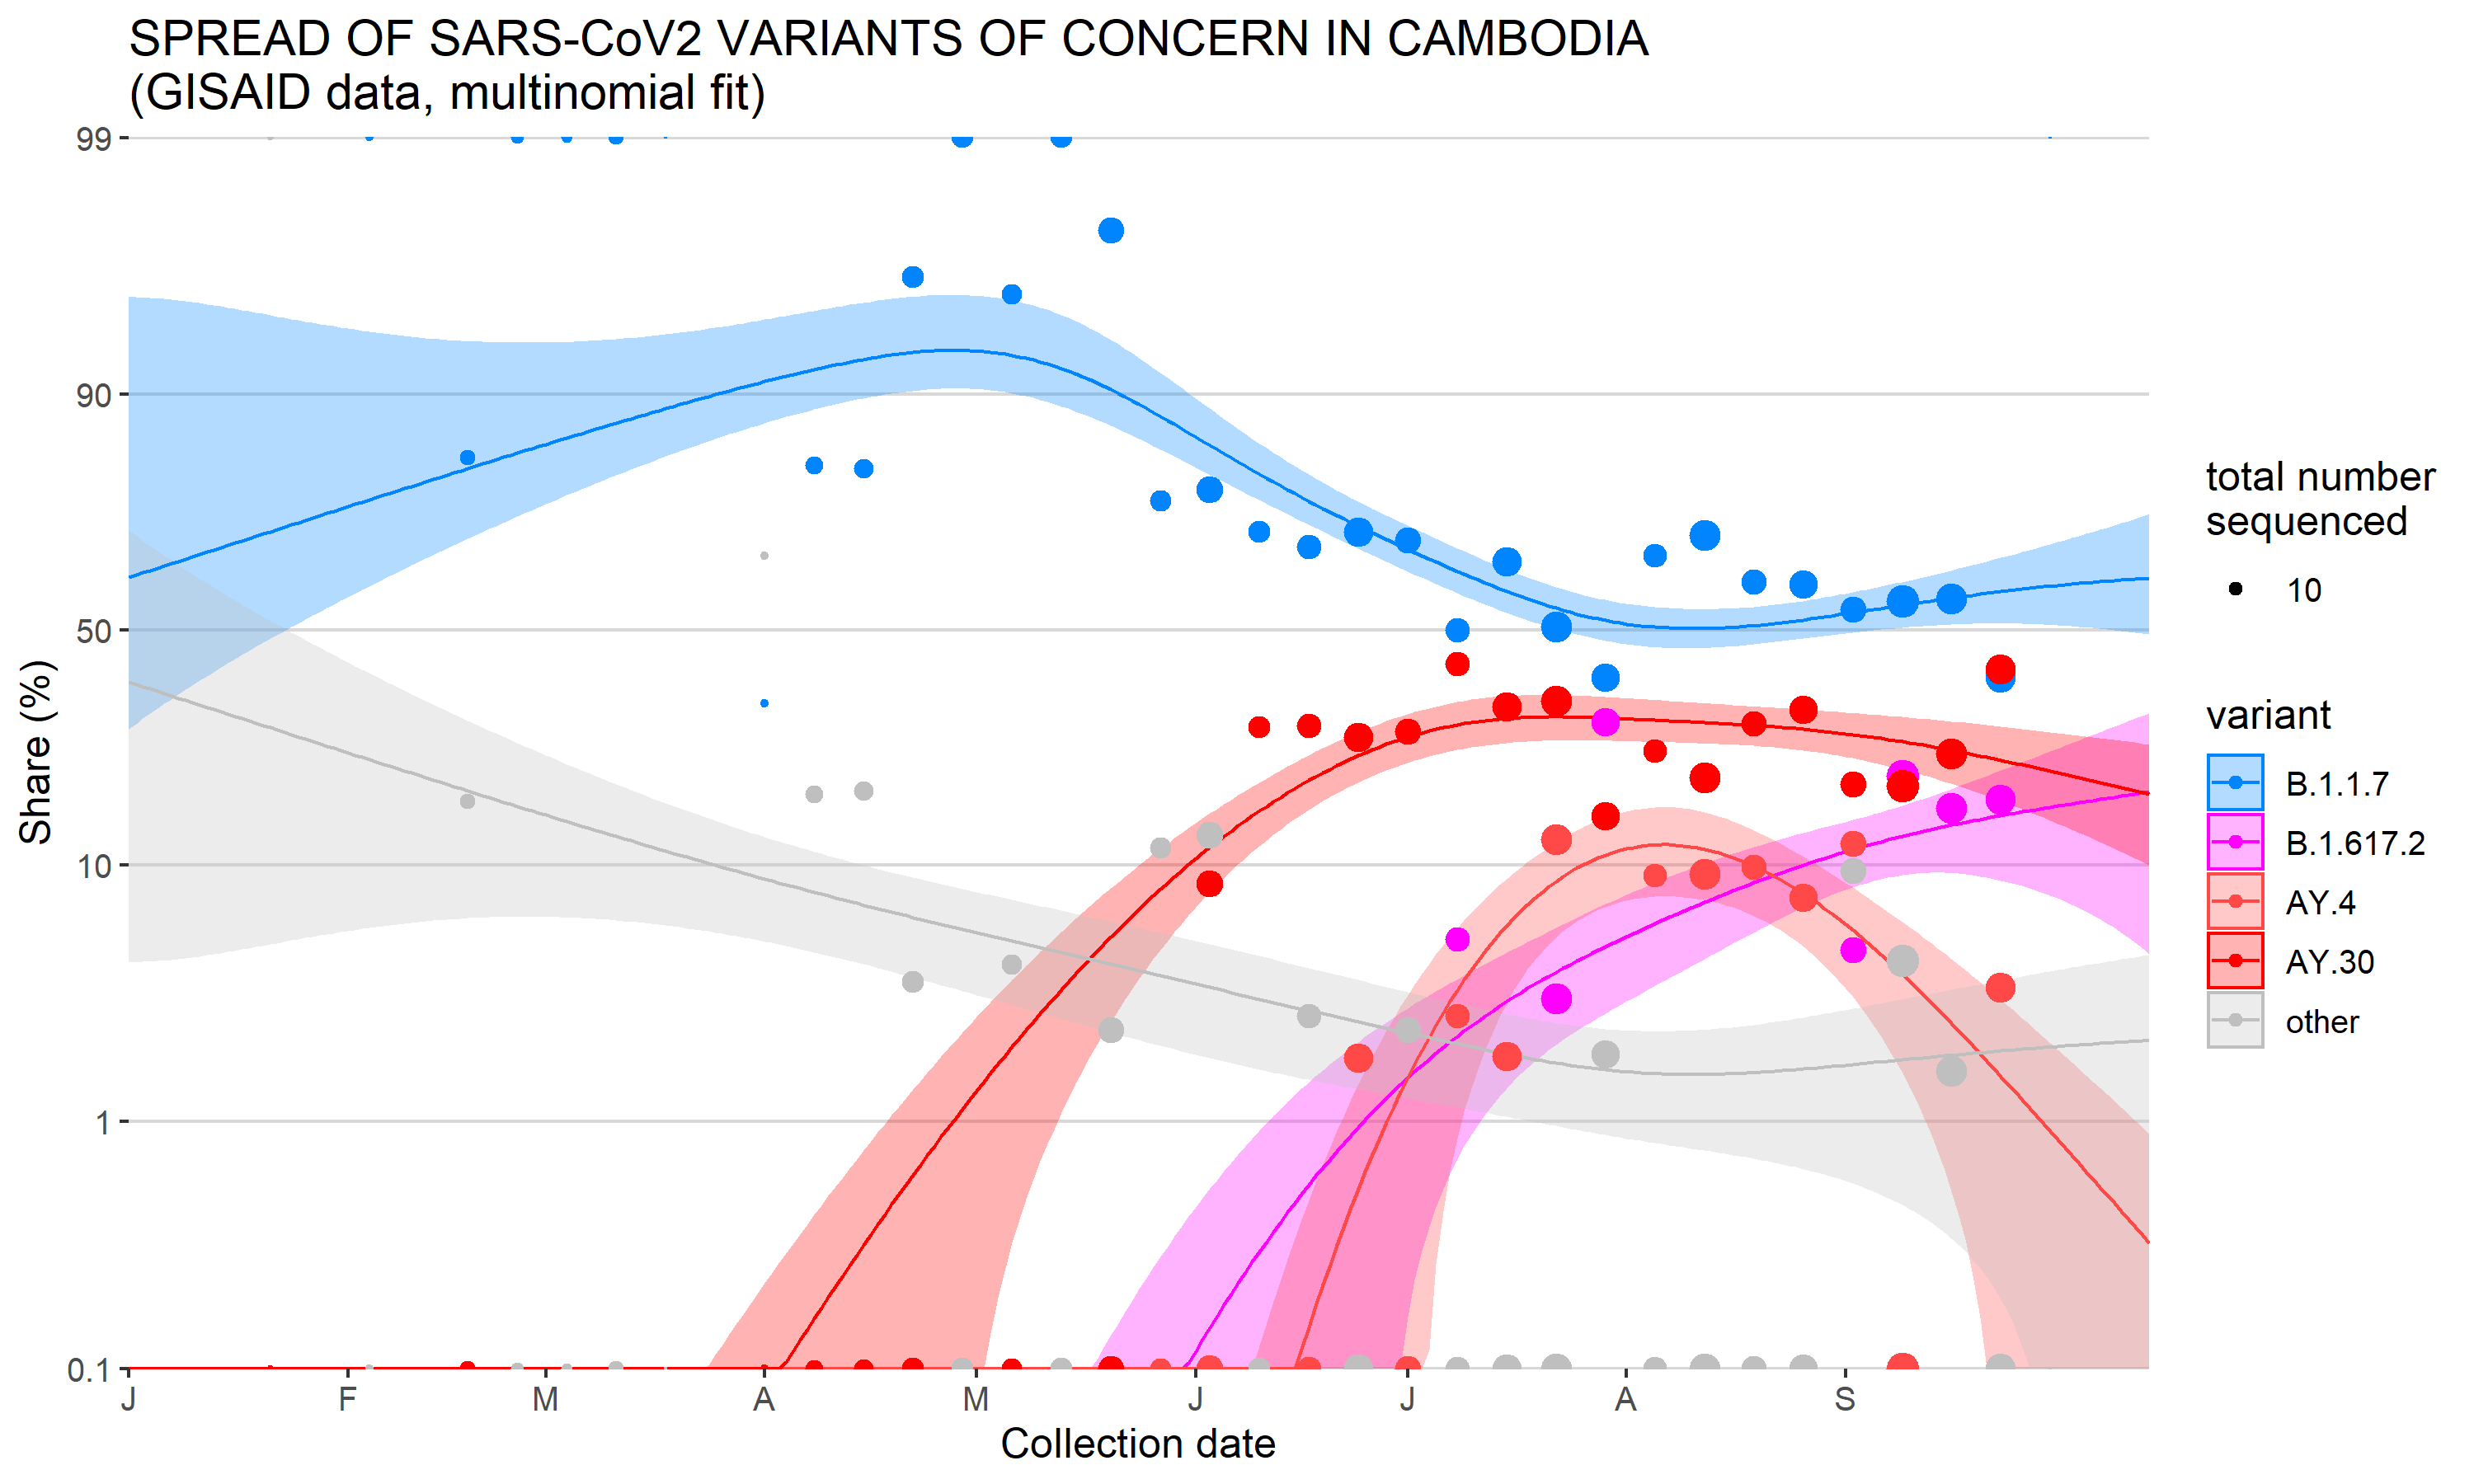 SPREAD OF SARS-CoV2 VARIANTS OF CONCERN IN CAMBODIA
(GISAID data, multinomial fit)
99
90
50
10
1
0.1
Share (%)
J
F
M
A
M
J
J
A
S
Collection date
total number
sequenced
10
variant
B.1.1.7
B.1.617.2
AY.4
AY.30
other